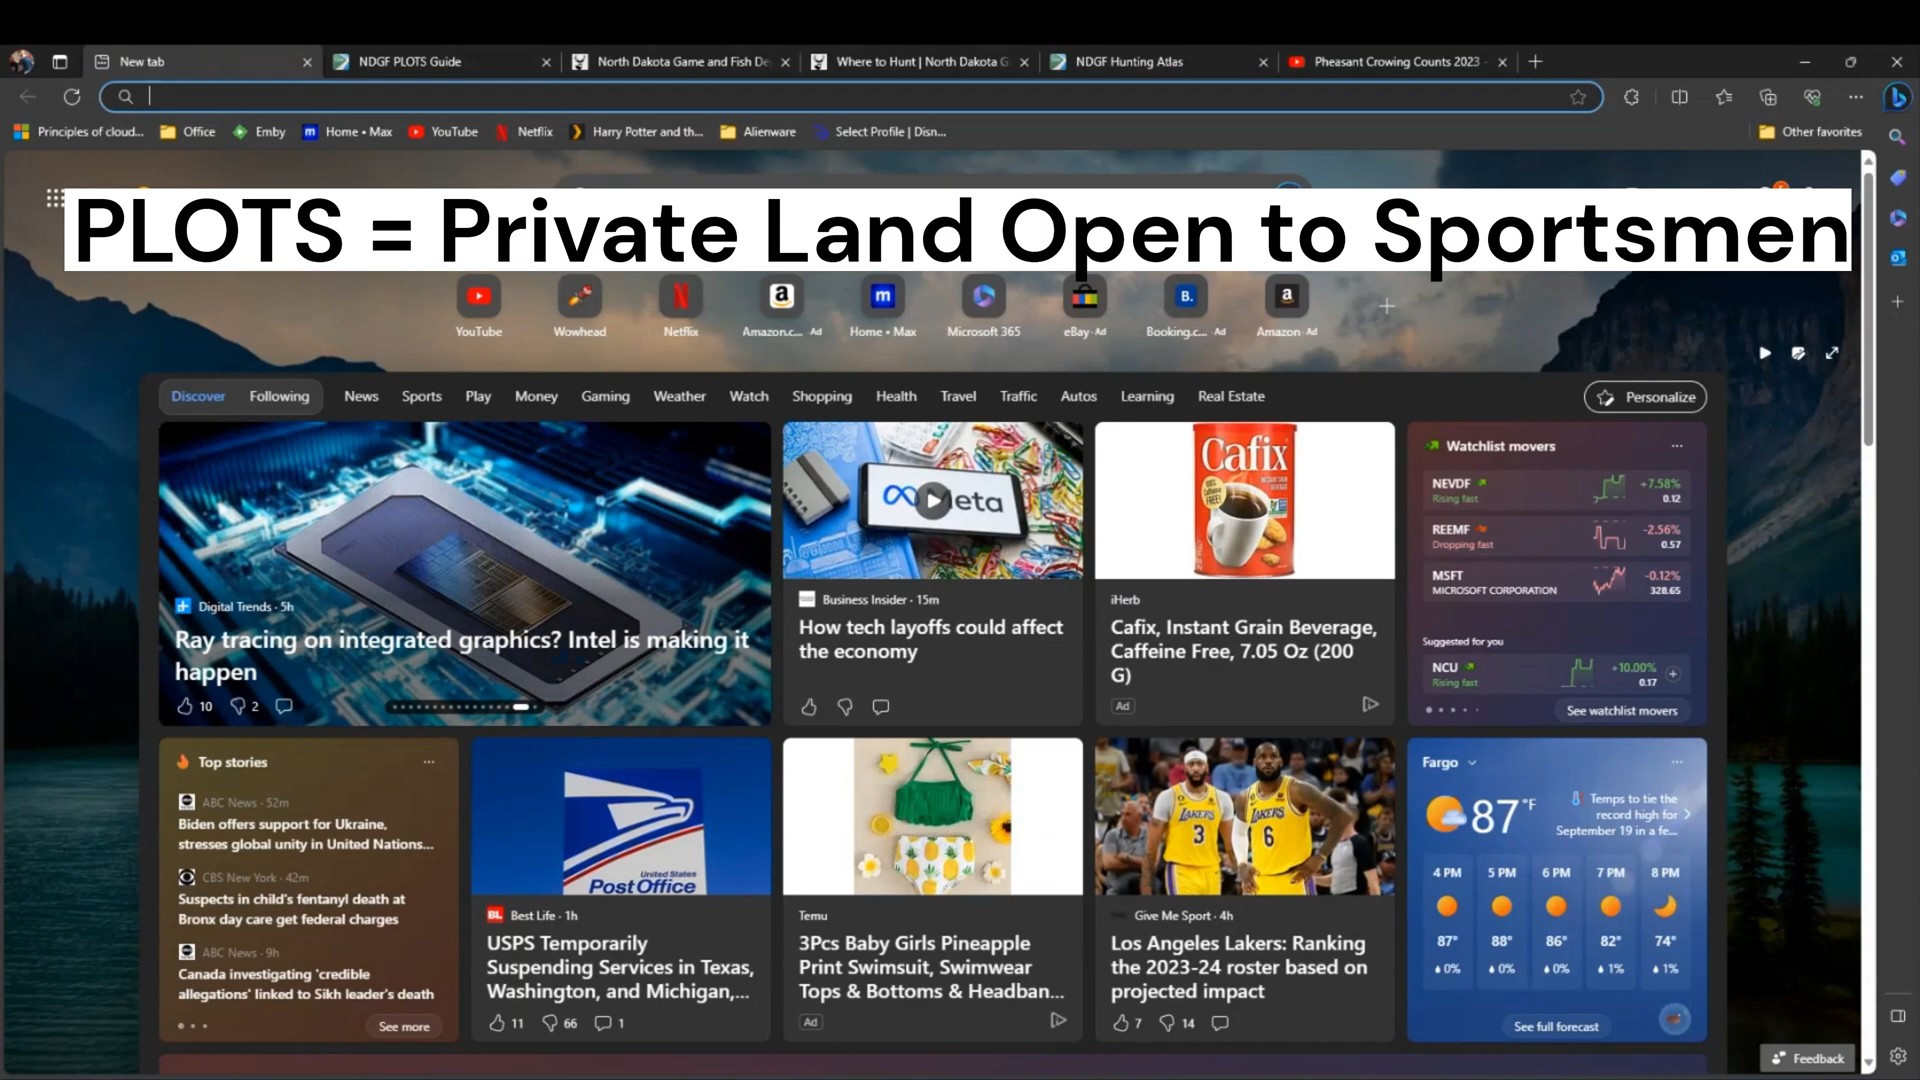 New tab
NDGF PLOTS Guide
North Dakota Game and Fish De
Where to Hunt | North Dakota G
NDGF Hunting Atlas
Pheasant Crowing Counts 2023 -
Principles of cloud...
Office
Emby
Home • Max
YouTube
Netflix
Harry Potter and th...
Alienware
Select Profile | Disn...
Other favorites
PLOTS = Private Land Open to Sportsmen
YouTube
Wowhead
Netflix
Amazon.c... Ad
Home • Max
Microsoft 365
eBay · Ad
Booking.c... Ad
Amazon · Ad
Discover
Following
News
Sports
Play
Money
Gaming
Weather
Watch
Shopping
Health
Travel
Traffic
Autos
Learning
Real Estate
Personalize
Digital Trends · 5h
Ray tracing on integrated graphics? Intel is making it
happen
10
2
Meta
Business Insider · 15m
How tech layoffs could affect
the economy
Cafix
iHerb
Cafix, Instant Grain Beverage,
Caffeine Free, 7.05 Oz (200
G)
Ad
Watchlist movers
NEVDF
+7.58%
Rising fast
0.12
REEMF
-2.56%
Dropping fast
0.57
MSFT
-0.12%
MICROSOFT CORPORATION
328.65
Suggested for you
NCU
+10.00%
Rising fast
0.17
See watchlist movers
Top stories
ABC News · 52m
Biden offers support for Ukraine,
stresses global unity in United Nations...
CBS New York · 42m
Suspects in child's fentanyl death at
Bronx day care get federal charges
ABC News · 9h
Canada investigating 'credible
allegations' linked to Sikh leader's death
See more
United States
Post Office
BL Best Life · 1h
USPS Temporarily
Suspending Services in Texas,
Washington, and Michigan,...
11
66
1
Temu
3Pcs Baby Girls Pineapple
Print Swimsuit, Swimwear
Tops & Bottoms & Headban...
Ad
LAKERS
3
LAKERS
6
Give Me Sport · 4h
Los Angeles Lakers: Ranking
the 2023-24 roster based on
projected impact
7
14
Fargo
87°F
Temps to tie the
record high for
September 19 in a fe...
4 PM
5 PM
6 PM
7 PM
8 PM
87°
88°
86°
82°
74°
0%
0%
0%
1%
1%
See full forecast
Feedback